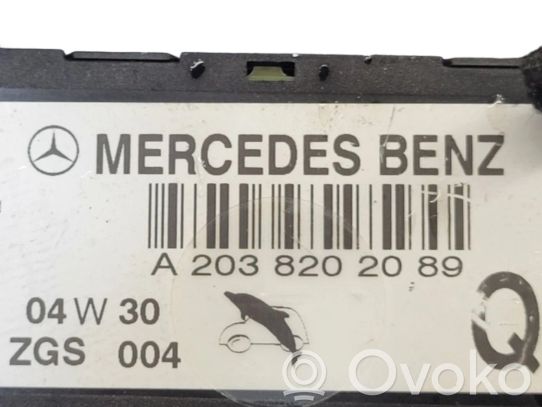 MERCEDES BENZ
A 203 820 20 89
04 W 30
ZGS 004
Q
OVOKO